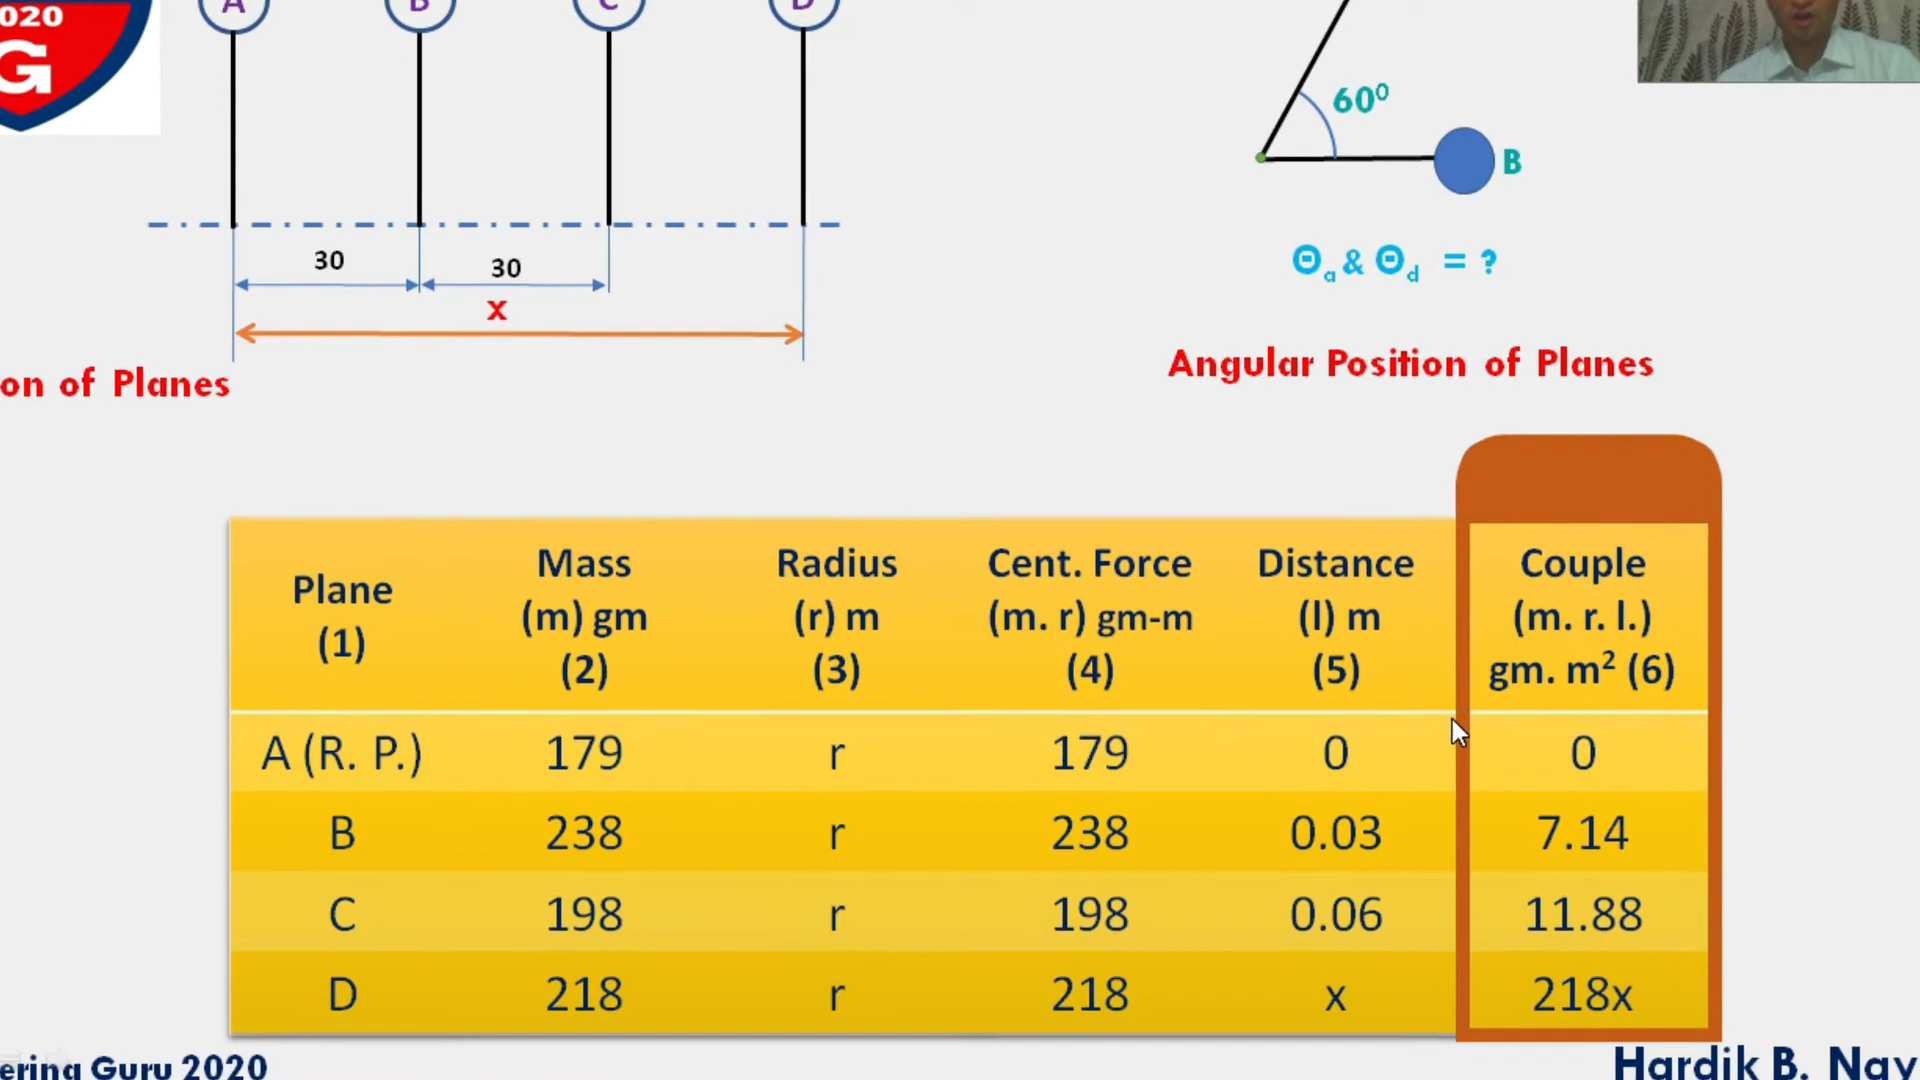 2020
G
A B C D
60⁰
B
30
30
x
Θa & Θd = ?
on of Planes
Angular Position of Planes
Plane
(1)
Mass
(m) gm
(2)
Radius
(r) m
(3)
Cent. Force
(m. r) gm-m
(4)
Distance
(l) m
(5)
Couple
(m. r. l.)
gm. m² (6)
A (R. P.) 179 r 179 0 0
B 238 r 238 0.03 7.14
C 198 r 198 0.06 11.88
D 218 r 218 x 218x
ering Guru 2020
Hardik B. Nay